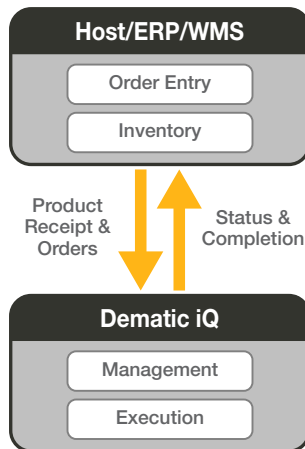 Host/ERP/WMS
Order Entry
Inventory
Product
Receipt &
Orders
Status &
Completion
Dematic iQ
Management
Execution